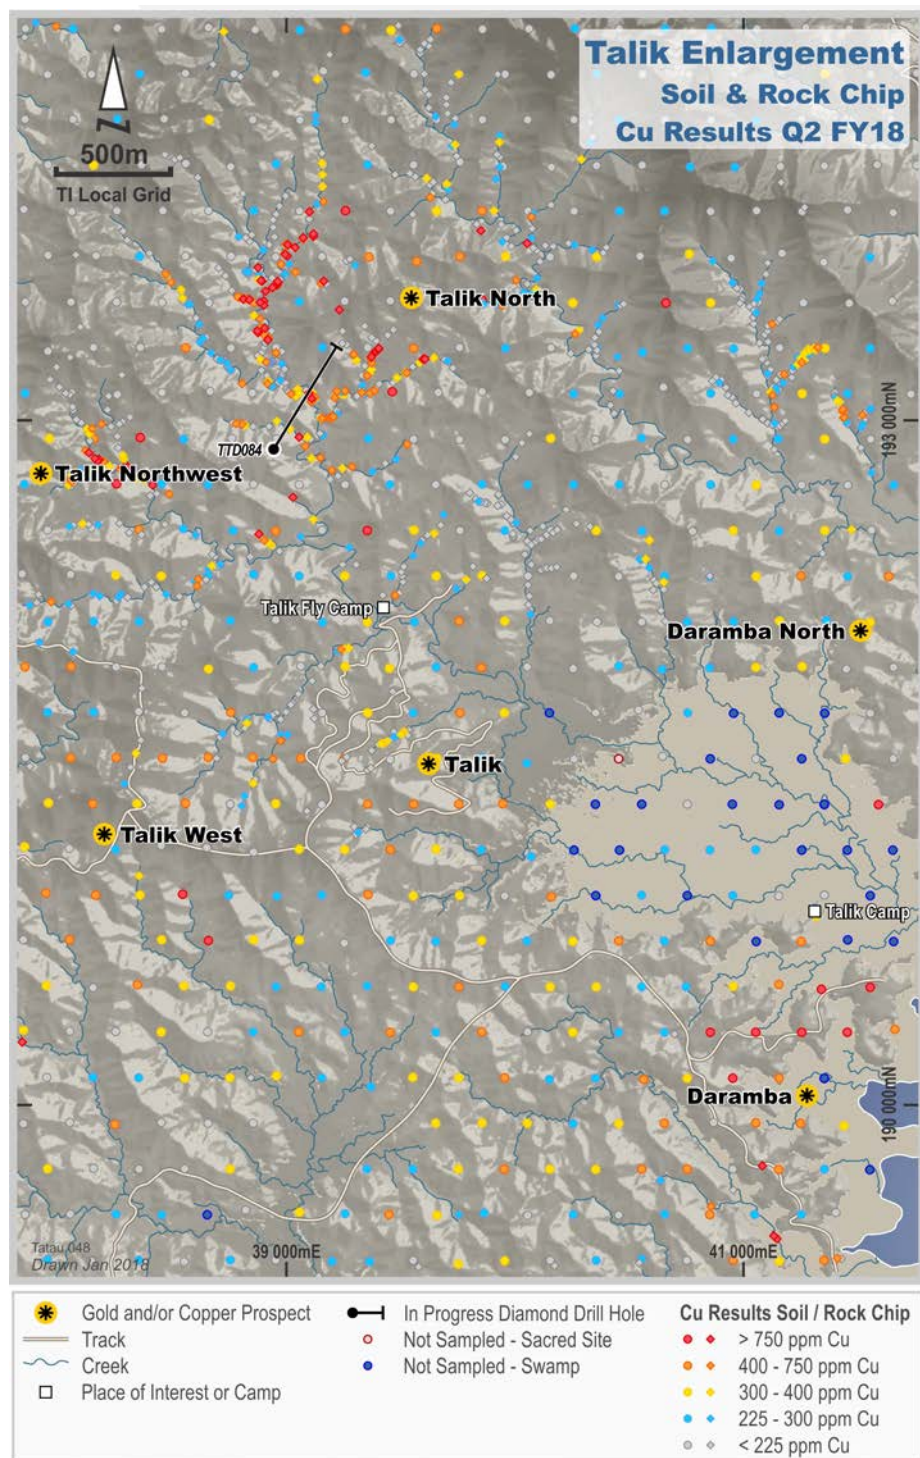 Talik Enlargement
Soil & Rock Chip
Cu Results Q2 FY18
N
500m
TI Local Grid
Talik North
193 000mN
TTD084
Talik Northwest
Talik Fly Camp
Daramba North
Talik
Talik West
Talik Camp
Daramba
190 000mN
Tatau 048
Drawn Jan 2018
39 000mE
41 000mE
Gold and/or Copper Prospect
Track
Creek
Place of Interest or Camp
In Progress Diamond Drill Hole
Not Sampled - Sacred Site
Not Sampled - Swamp
Cu Results Soil / Rock Chip
> 750 ppm Cu
400 - 750 ppm Cu
300 - 400 ppm Cu
225 - 300 ppm Cu
< 225 ppm Cu